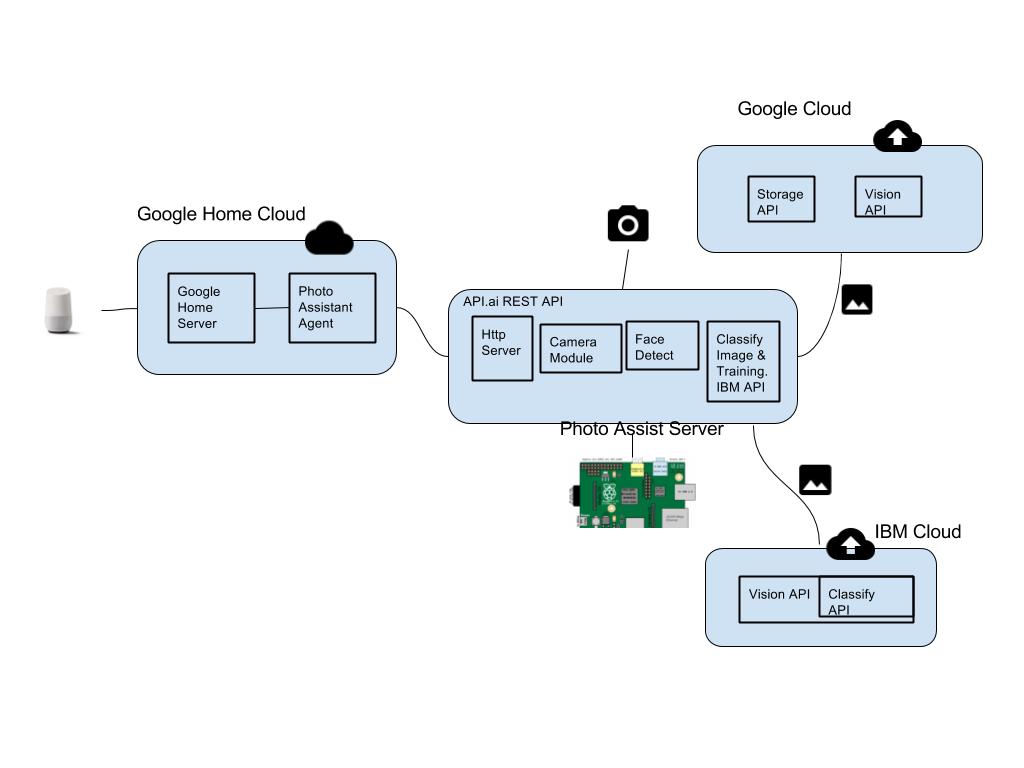 Google Cloud
Storage
API
Vision
API
Google Home Cloud
Google
Home
Server
Photo
Assistant
Agent
API.ai REST API
Http
Server
Camera
Module
Face
Detect
Classify
Image &
Training.
IBM API
Photo Assist Server
IBM Cloud
Vision API
Classify
API